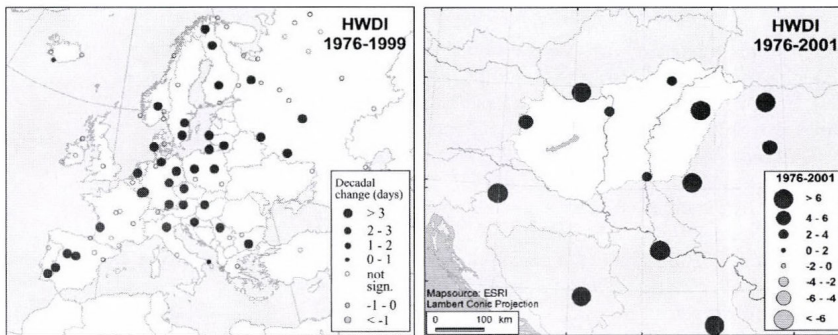 HWDI
1976-1999
Decadal
change (days)
> 3
2 - 3
1 - 2
0 - 1
not
sign.
-1 - 0
< -1
HWDI
1976-2001
1976-2001
> 6
4 - 6
2 - 4
0 - 2
-2 - 0
-4 - -2
-6 - -4
< -6
Mapsource: ESRI
Lambert Conic Projection
0 100 km